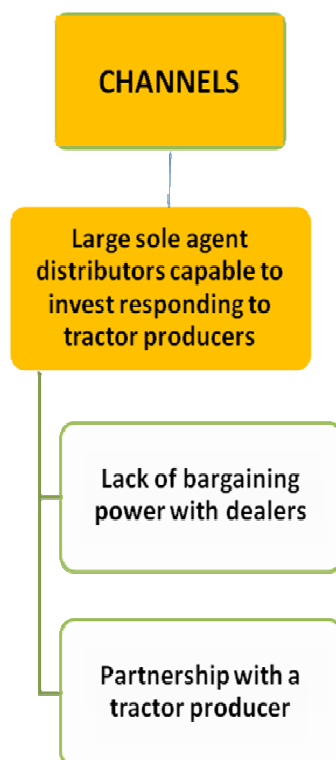 CHANNELS
Large sole agent
distributors capable to
invest responding to
tractor producers
Lack of bargaining
power with dealers
Partnership with a
tractor producer